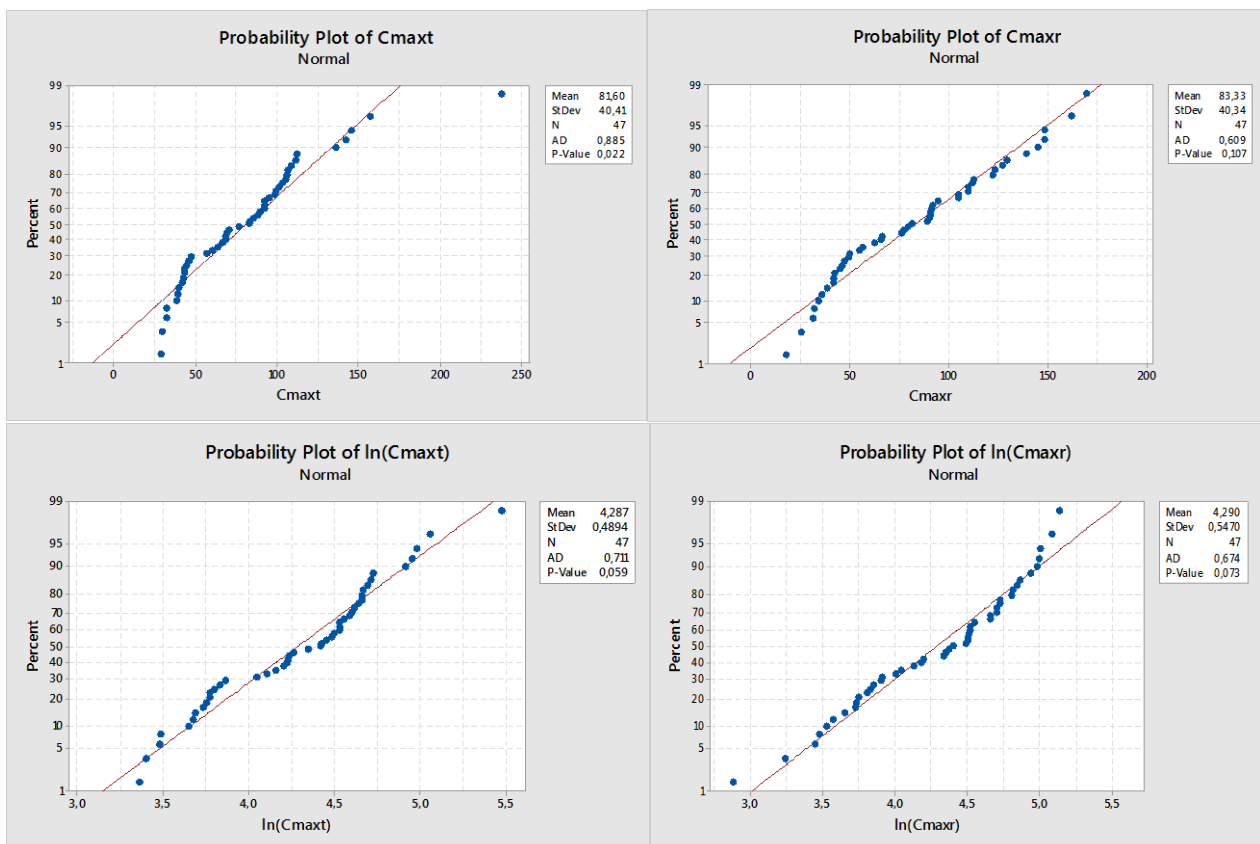 Probability Plot of Cmaxt
Normal
99
95
90
80
70
60
50
40
30
20
10
5
1
Percent
0
50
100
150
200
250
Cmaxt
Mean 81,60
StDev 40,41
N 47
AD 0,885
P-Value 0,022
Probability Plot of Cmaxr
Normal
99
95
90
80
70
60
50
40
30
20
10
5
1
Percent
0
50
100
150
200
Cmaxr
Mean 83,33
StDev 40,34
N 47
AD 0,609
P-Value 0,107
Probability Plot of ln(Cmaxt)
Normal
99
95
90
80
70
60
50
40
30
20
10
5
1
Percent
3,0
3,5
4,0
4,5
5,0
5,5
ln(Cmaxt)
Mean 4,287
StDev 0,4894
N 47
AD 0,711
P-Value 0,059
Probability Plot of ln(Cmaxr)
Normal
99
95
90
80
70
60
50
40
30
20
10
5
1
Percent
3,0
3,5
4,0
4,5
5,0
5,5
ln(Cmaxr)
Mean 4,290
StDev 0,5470
N 47
AD 0,674
P-Value 0,073